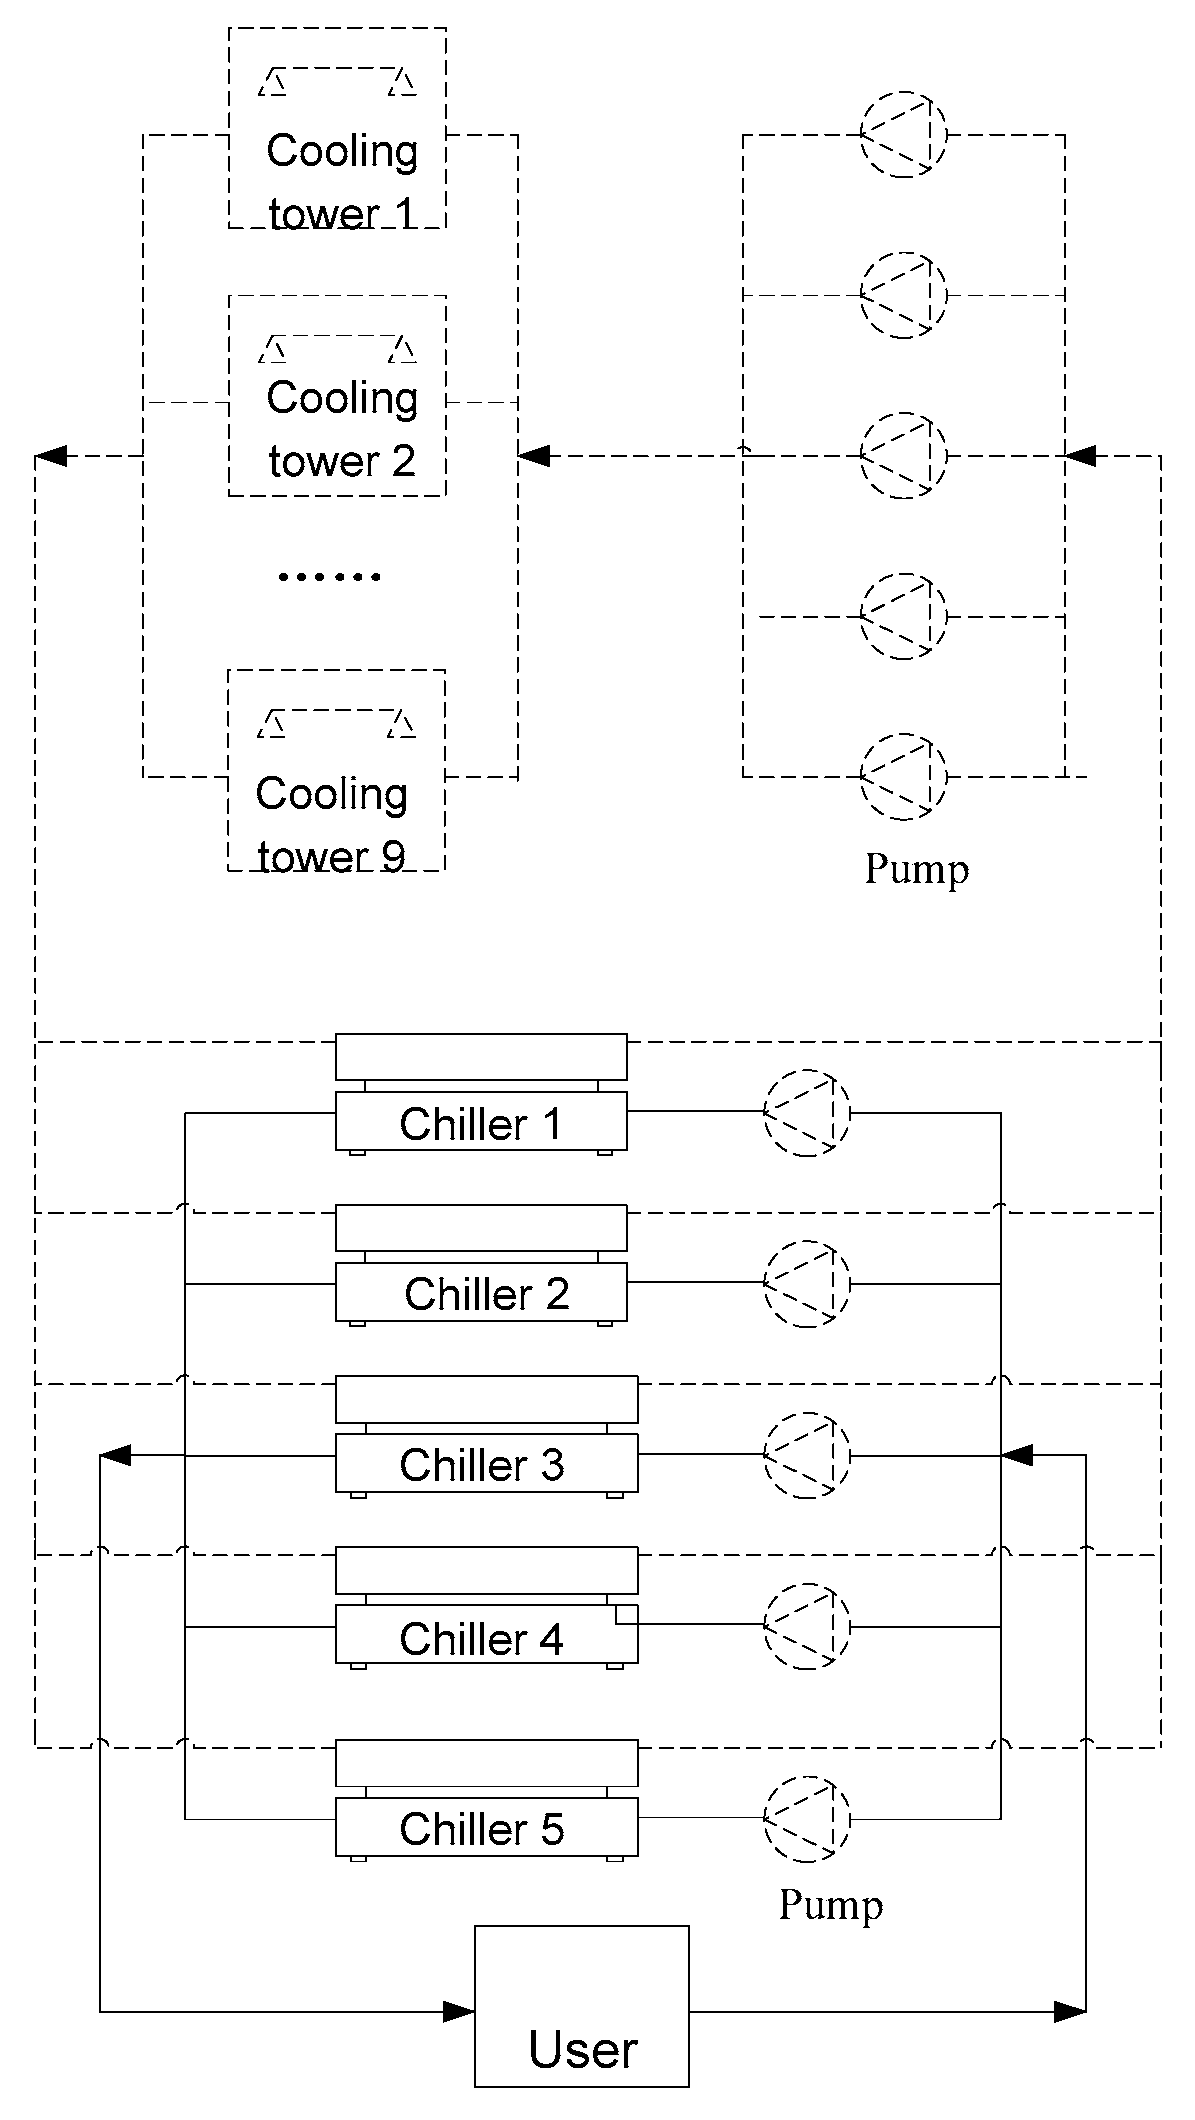 Cooling
tower 1
Cooling
tower 2
......
Cooling
tower 9
Pump
Chiller 1
Chiller 2
Chiller 3
Chiller 4
Chiller 5
Pump
User